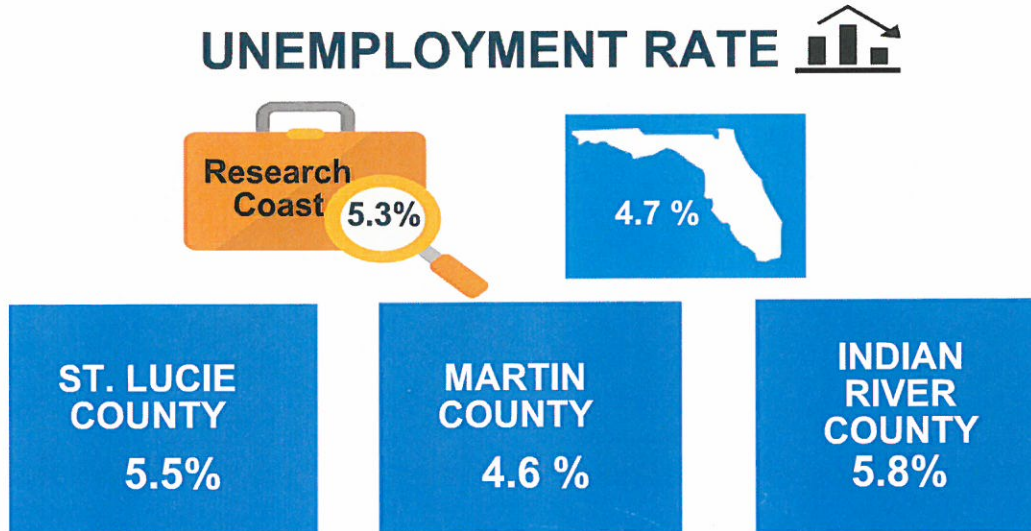 UNEMPLOYMENT RATE
Research
Coast
5.3%
4.7 %
ST. LUCIE
COUNTY
5.5%
MARTIN
COUNTY
4.6 %
INDIAN
RIVER
COUNTY
5.8%